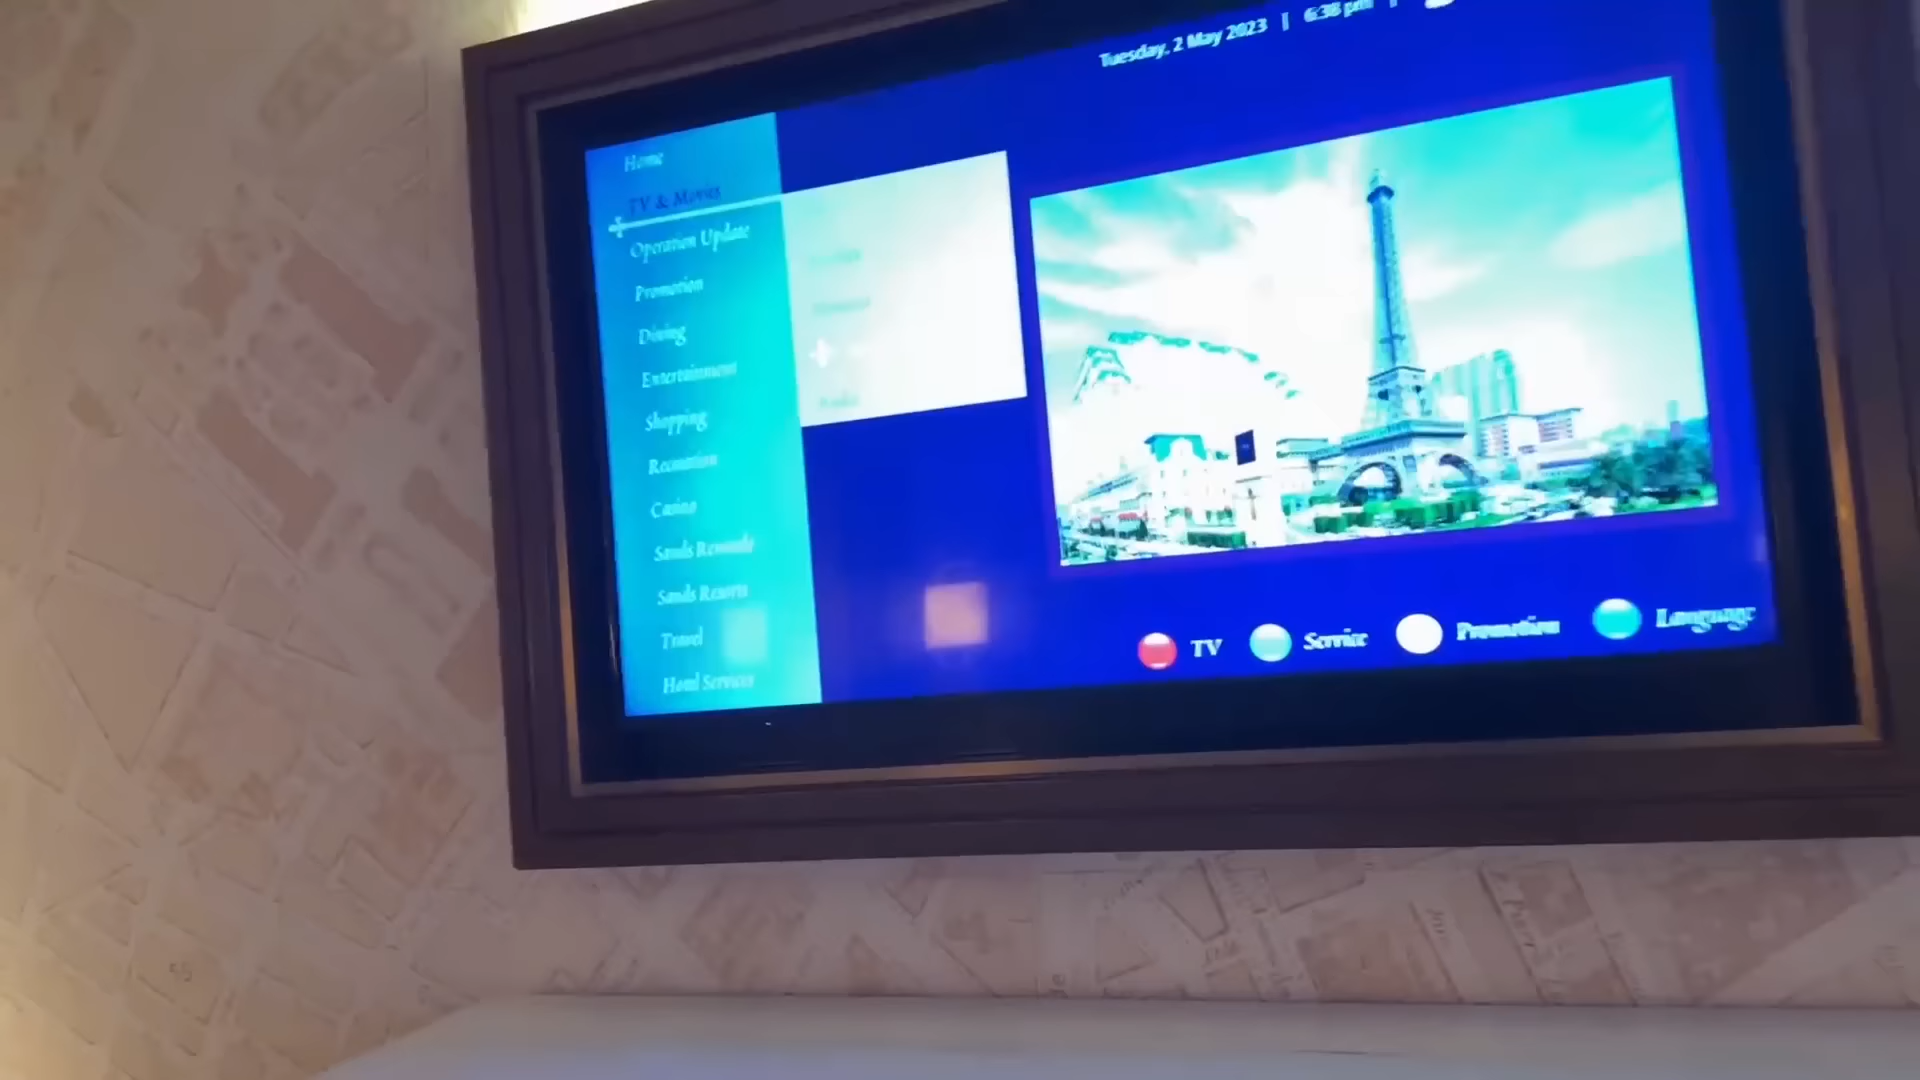 Tuesday, 2 May 2023 | 6:38 pm |
Home
TV & Movies
Operation Update
Promotion
Dining
Entertainment
Shopping
Recreation
Casino
Sands Rewards
Sands Resorts
Travel
Hotel Services
TV
Service
Promotion
Language